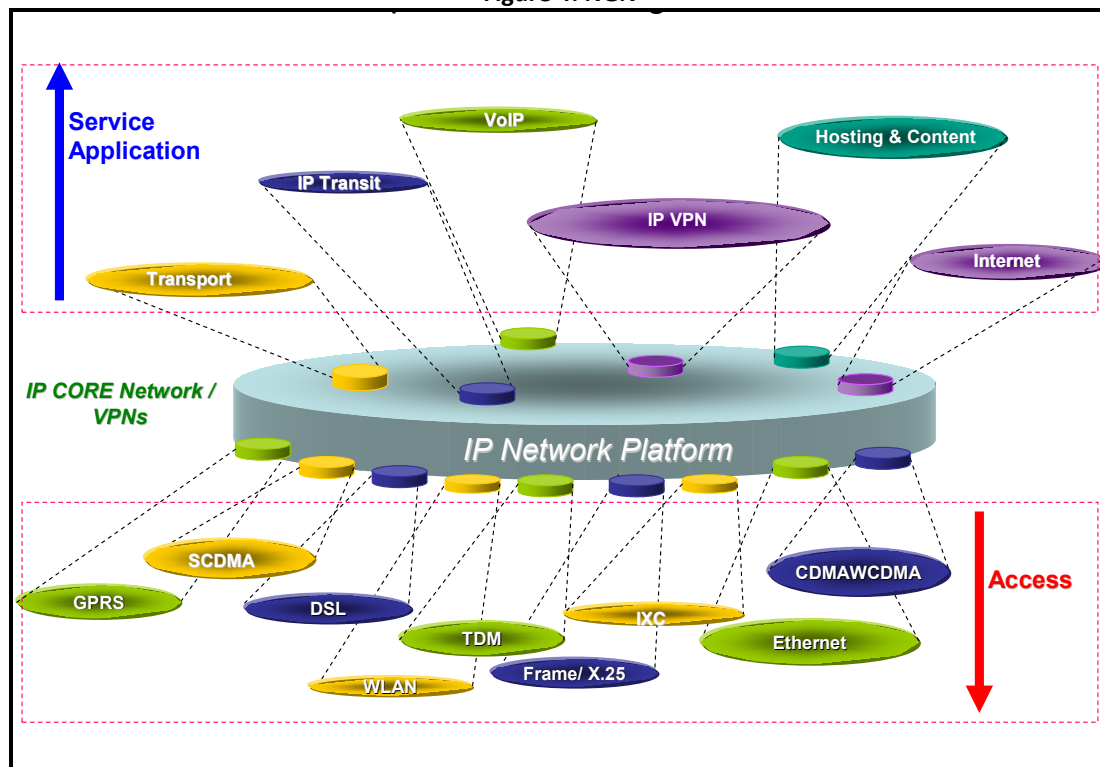 Service
Application
VoIP
Hosting & Content
IP Transit
IP VPN
Internet
Transport
IP CORE Network /
VPNs
IP Network Platform
SCDMA
GPRS
DSL
TDM
WLAN
Frame/ X.25
IXC
CDMAWCDMA
Ethernet
Access